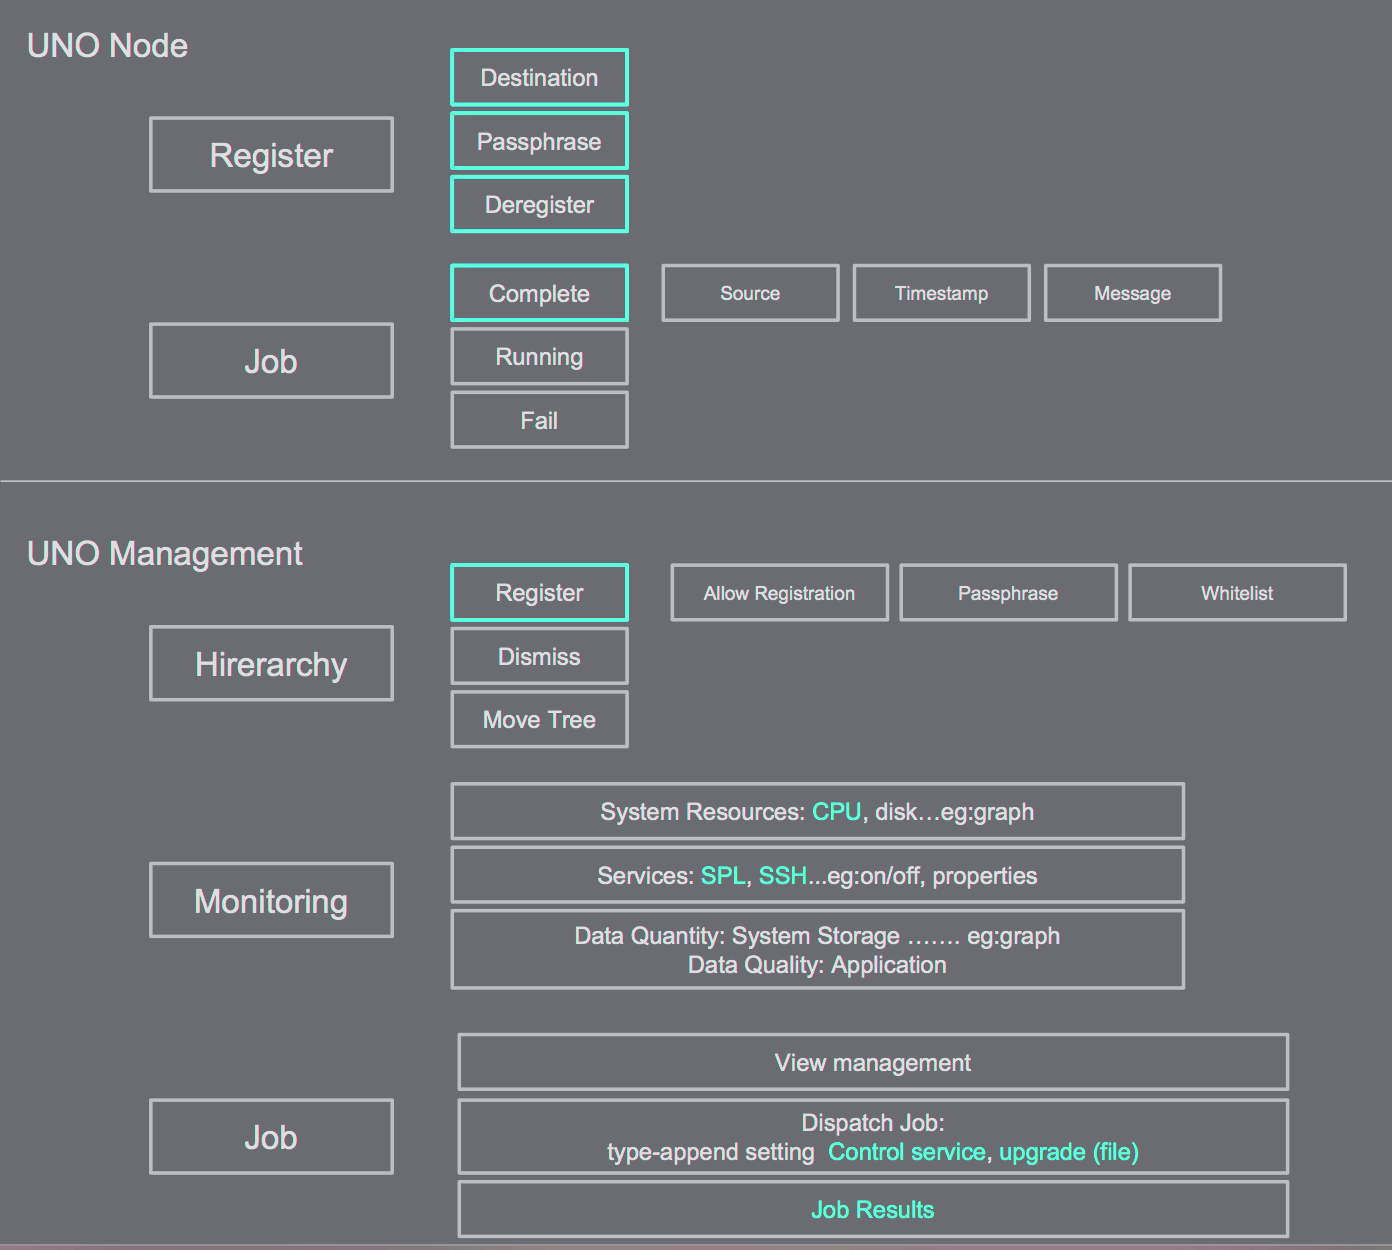 UNO Node
Register
Destination
Passphrase
Deregister
Job
Complete
Source
Timestamp
Message
Running
Fail
UNO Management
Hirerarchy
Register
Allow Registration
Passphrase
Whitelist
Dismiss
Move Tree
Monitoring
System Resources: CPU, disk…eg:graph
Services: SPL, SSH...eg:on/off, properties
Data Quantity: System Storage ……. eg:graph
Data Quality: Application
Job
View management
Dispatch Job:
type-append setting  Control service, upgrade (file)
Job Results